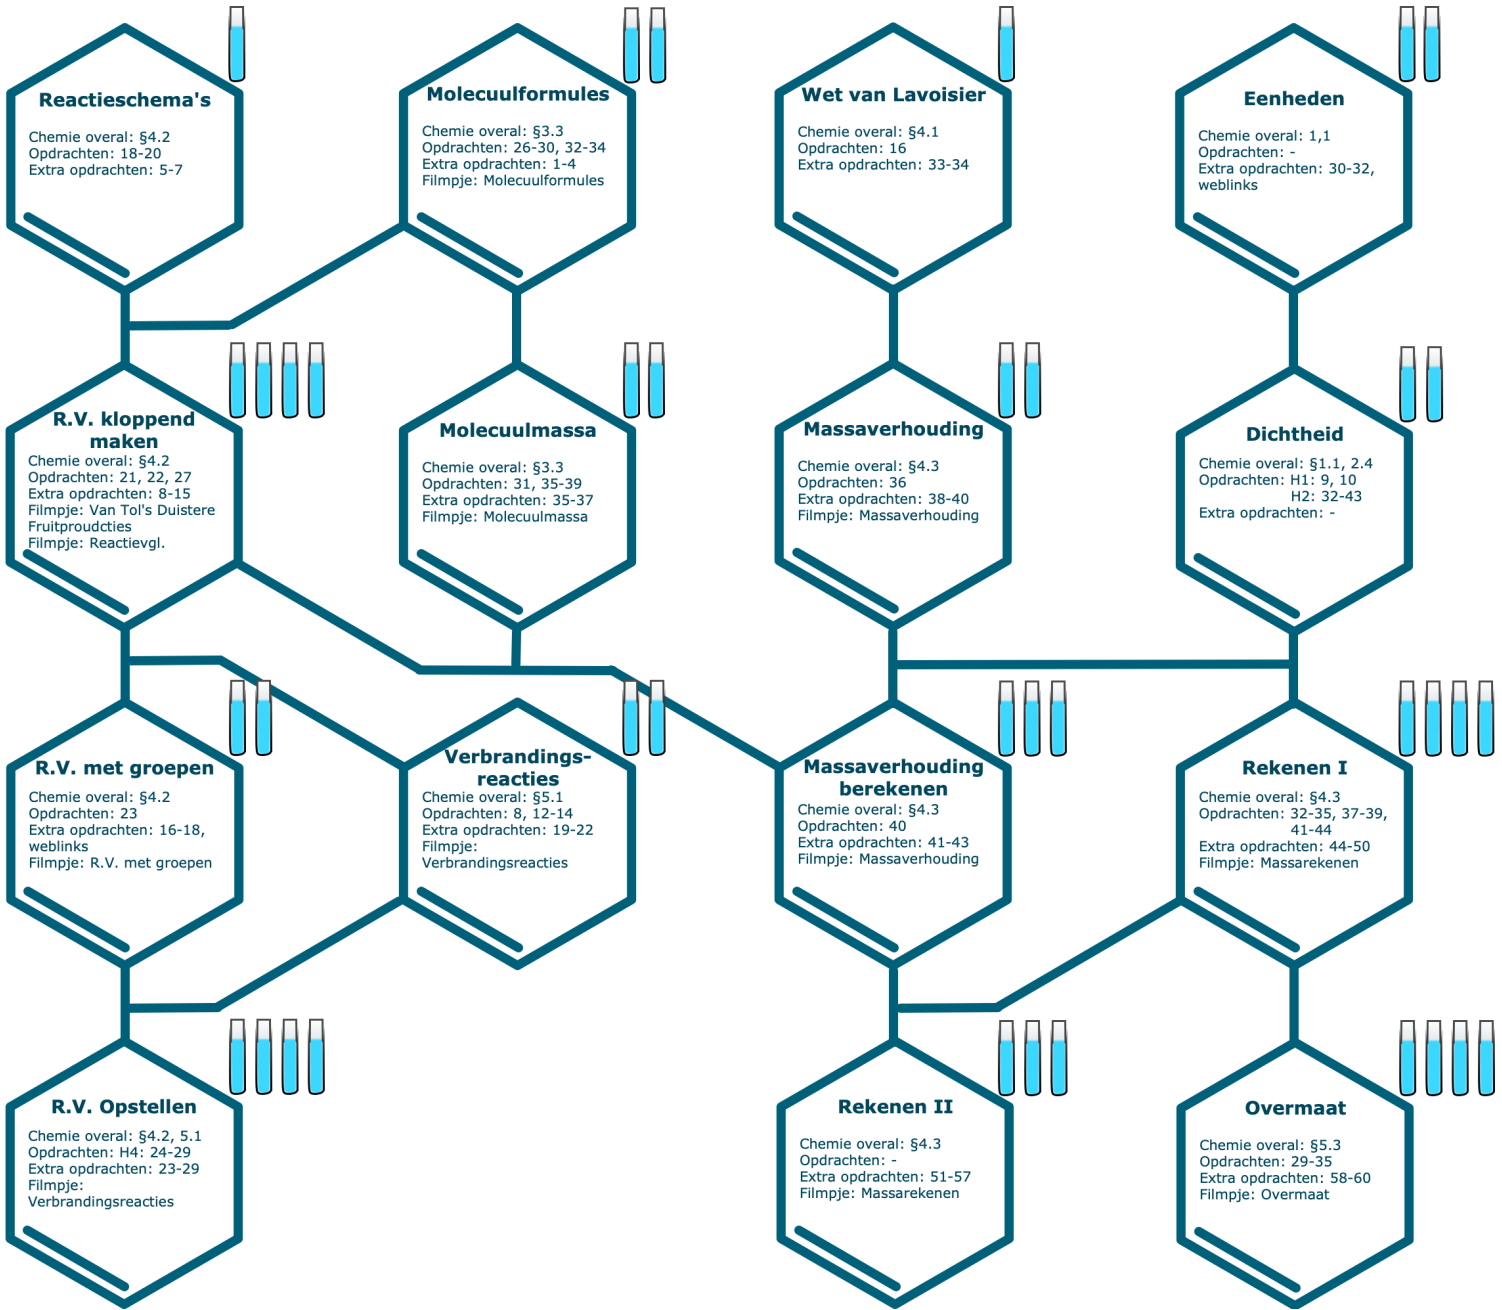 Reactieschema's
Chemie overal: §4.2
Opdrachten: 18-20
Extra opdrachten: 5-7
Molecuulformules
Chemie overal: §3.3
Opdrachten: 26-30, 32-34
Extra opdrachten: 1-4
Filmpje: Molecuulformules
Wet van Lavoisier
Chemie overal: §4.1
Opdrachten: 16
Extra opdrachten: 33-34
Eenheden
Chemie overal: 1,1
Opdrachten: -
Extra opdrachten: 30-32,
weblinks
R.V. kloppend
maken
Chemie overal: §4.2
Opdrachten: 21, 22, 27
Extra opdrachten: 8-15
Filmpje: Van Tol's Duistere
Fruitproudcties
Filmpje: Reactievgl.
Molecuulmassa
Chemie overal: §3.3
Opdrachten: 31, 35-39
Extra opdrachten: 35-37
Filmpje: Molecuulmassa
Massaverhouding
Chemie overal: §4.3
Opdrachten: 36
Extra opdrachten: 38-40
Filmpje: Massaverhouding
Dichtheid
Chemie overal: §1.1, 2.4
Opdrachten: H1: 9, 10
H2: 32-43
Extra opdrachten: -
R.V. met groepen
Chemie overal: §4.2
Opdrachten: 23
Extra opdrachten: 16-18,
weblinks
Filmpje: R.V. met groepen
Verbrandings-
reacties
Chemie overal: §5.1
Opdrachten: 8, 12-14
Extra opdrachten: 19-22
Filmpje:
Verbrandingsreacties
Massaverhouding
berekenen
Chemie overal: §4.3
Opdrachten: 40
Extra opdrachten: 41-43
Filmpje: Massaverhouding
Rekenen I
Chemie overal: §4.3
Opdrachten: 32-35, 37-39,
41-44
Extra opdrachten: 44-50
Filmpje: Massarekenen
R.V. Opstellen
Chemie overal: §4.2, 5.1
Opdrachten: H4: 24-29
Extra opdrachten: 23-29
Filmpje:
Verbrandingsreacties
Rekenen II
Chemie overal: §4.3
Opdrachten: -
Extra opdrachten: 51-57
Filmpje: Massarekenen
Overmaat
Chemie overal: §5.3
Opdrachten: 29-35
Extra opdrachten: 58-60
Filmpje: Overmaat